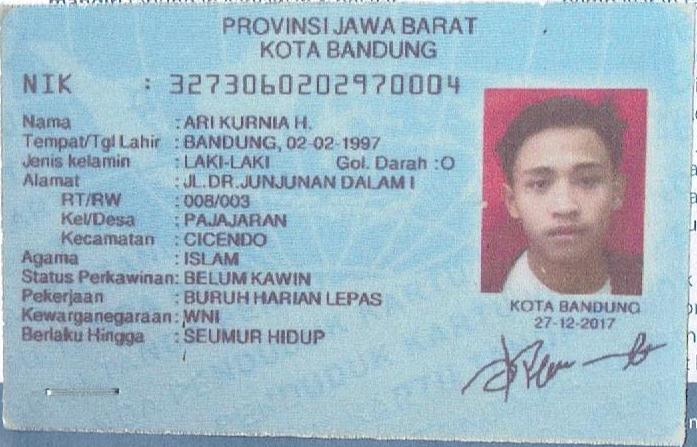 PROVINSI JAWA BARAT
KOTA BANDUNG
NIK : 3273060202970004
Nama : ARI KURNIA H.
Tempat/Tgl Lahir : BANDUNG, 02-02-1997
Jenis kelamin : LAKI-LAKI Gol. Darah : O
Alamat : JL.DR.JUNJUNAN DALAM I
RT/RW : 008/003
Kel/Desa : PAJAJARAN
Kecamatan : CICENDO
Agama : ISLAM
Status Perkawinan: BELUM KAWIN
Pekerjaan : BURUH HARIAN LEPAS
Kewarganegaraan : WNI
Berlaku Hingga : SEUMUR HIDUP
KOTA BANDUNG
27-12-2017